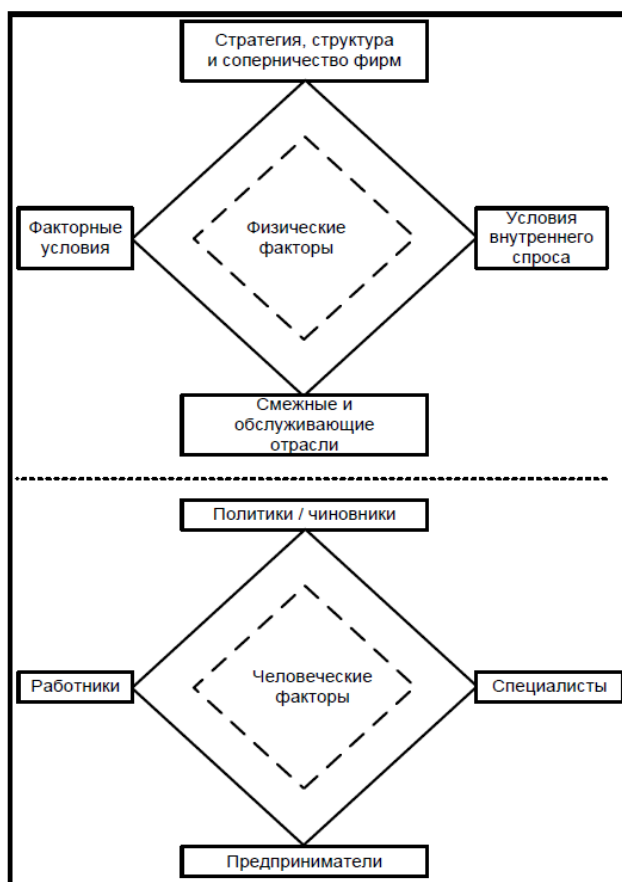 Стратегия, структура
и соперничество фирм
Факторные
условия
Физические
факторы
Условия
внутреннего
спроса
Смежные и
обслуживающие
отрасли
Политики / чиновники
Работники
Человеческие
факторы
Специалисты
Предприниматели